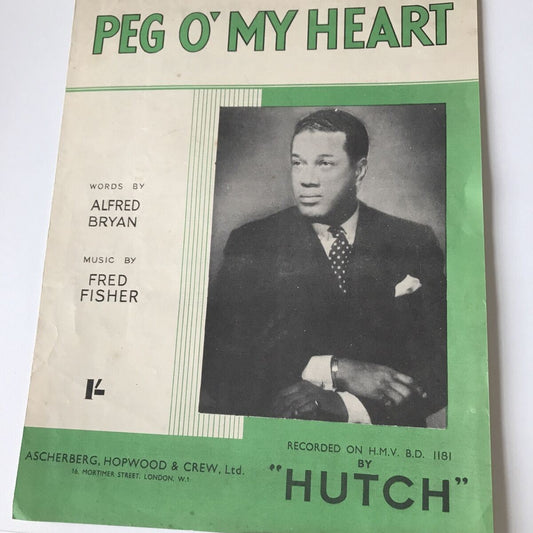 PEG O' MY HEART
WORDS BY
ALFRED
BRYAN
MUSIC BY
FRED
FISHER
1/-
ASCHERBERG, HOPWOOD & CREW, Ltd.
16, MORTIMER STREET, LONDON, W.1
RECORDED ON H.M.V. B.D. 1181
BY
"HUTCH"